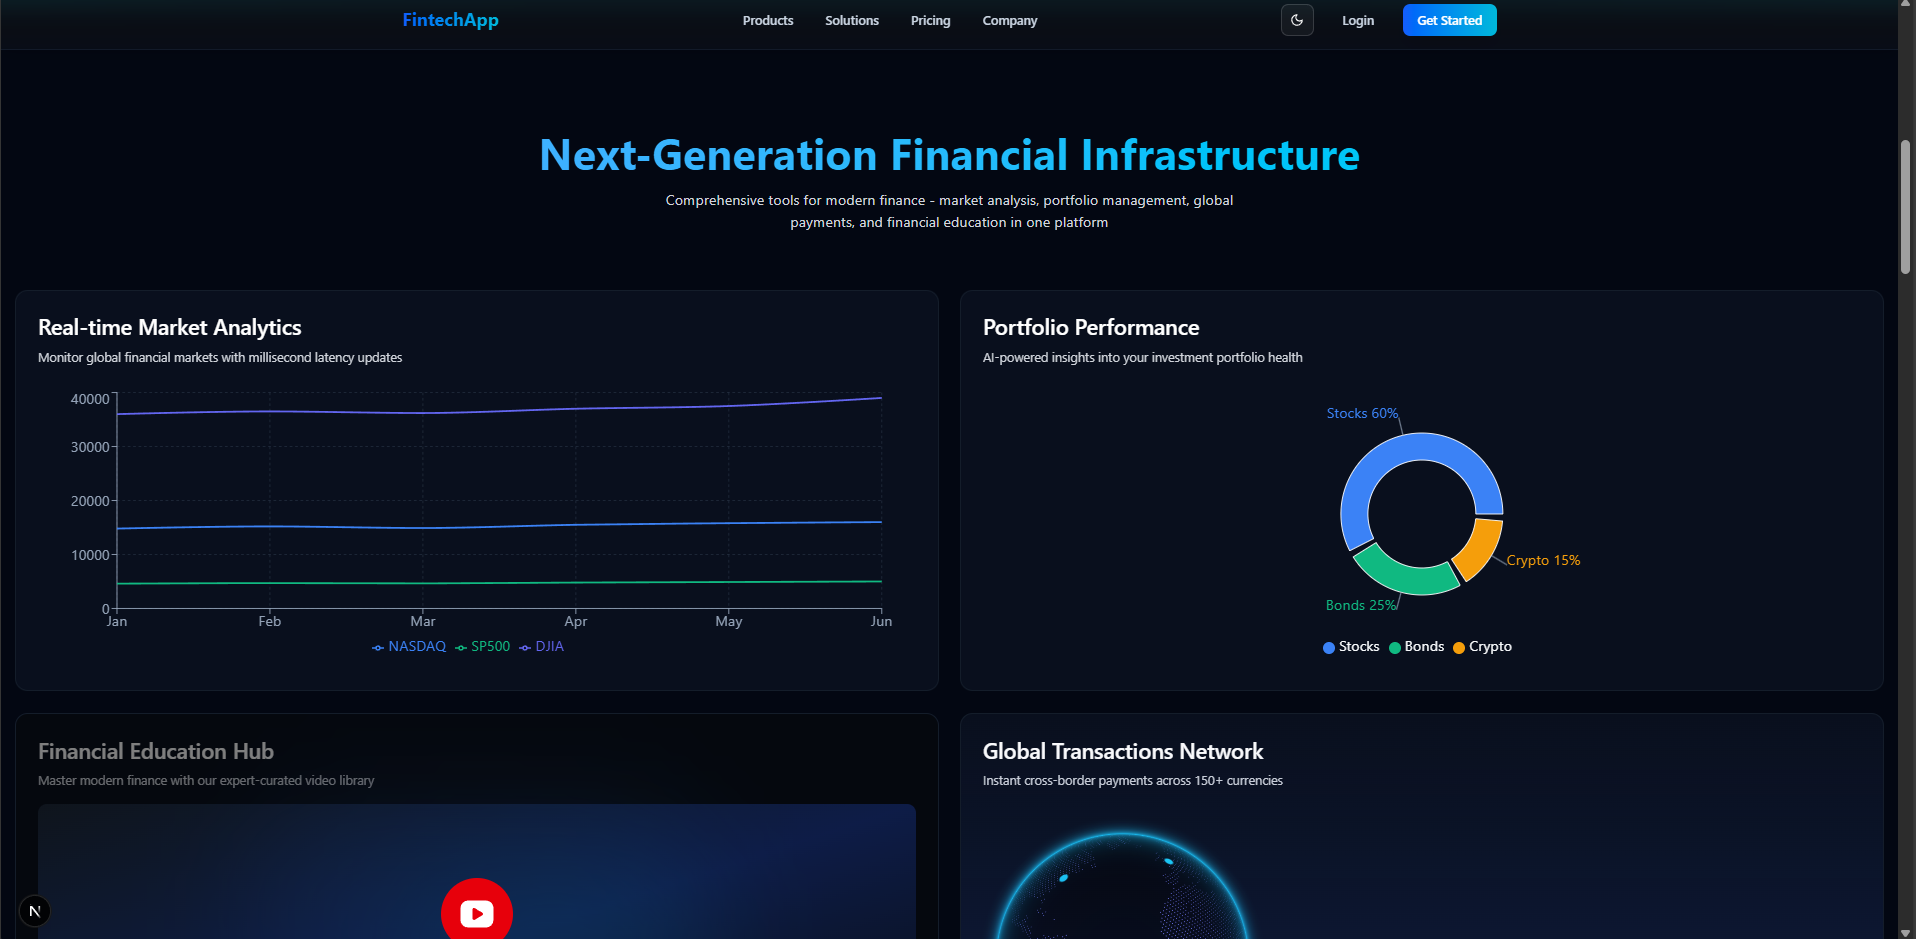 FintechApp
Products
Solutions
Pricing
Company
Login
Get Started
Next-Generation Financial Infrastructure
Comprehensive tools for modern finance - market analysis, portfolio management, global
payments, and financial education in one platform
Real-time Market Analytics
Monitor global financial markets with millisecond latency updates
40000
30000
20000
10000
0
Jan
Feb
Mar
Apr
May
Jun
NASDAQ
SP500
DJIA
Portfolio Performance
AI-powered insights into your investment portfolio health
Stocks 60%
Crypto 15%
Bonds 25%
Stocks
Bonds
Crypto
Financial Education Hub
Master modern finance with our expert-curated video library
N
Global Transactions Network
Instant cross-border payments across 150+ currencies